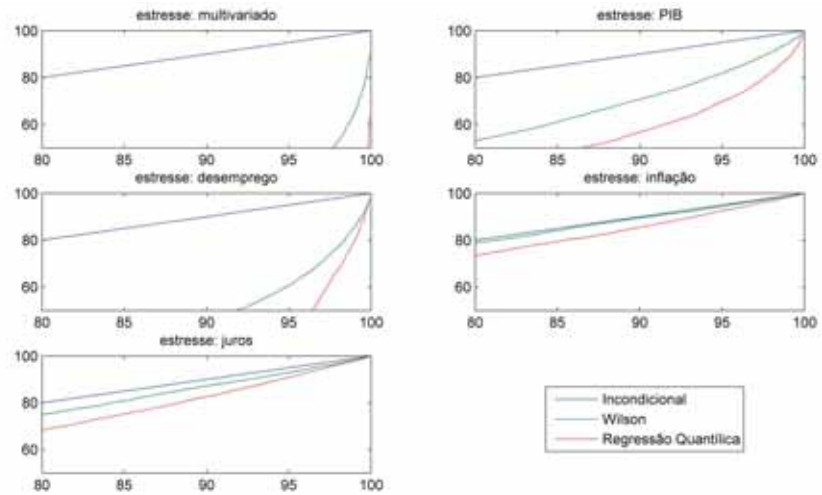 estresse: multivariado
100
80
60
80 85 90 95 100
estresse: PIB
100
80
60
80 85 90 95 100
estresse: desemprego
100
80
60
80 85 90 95 100
estresse: inflação
100
80
60
80 85 90 95 100
estresse: juros
100
80
60
80 85 90 95 100
Incondicional
Wilson
Regressão Quantílica